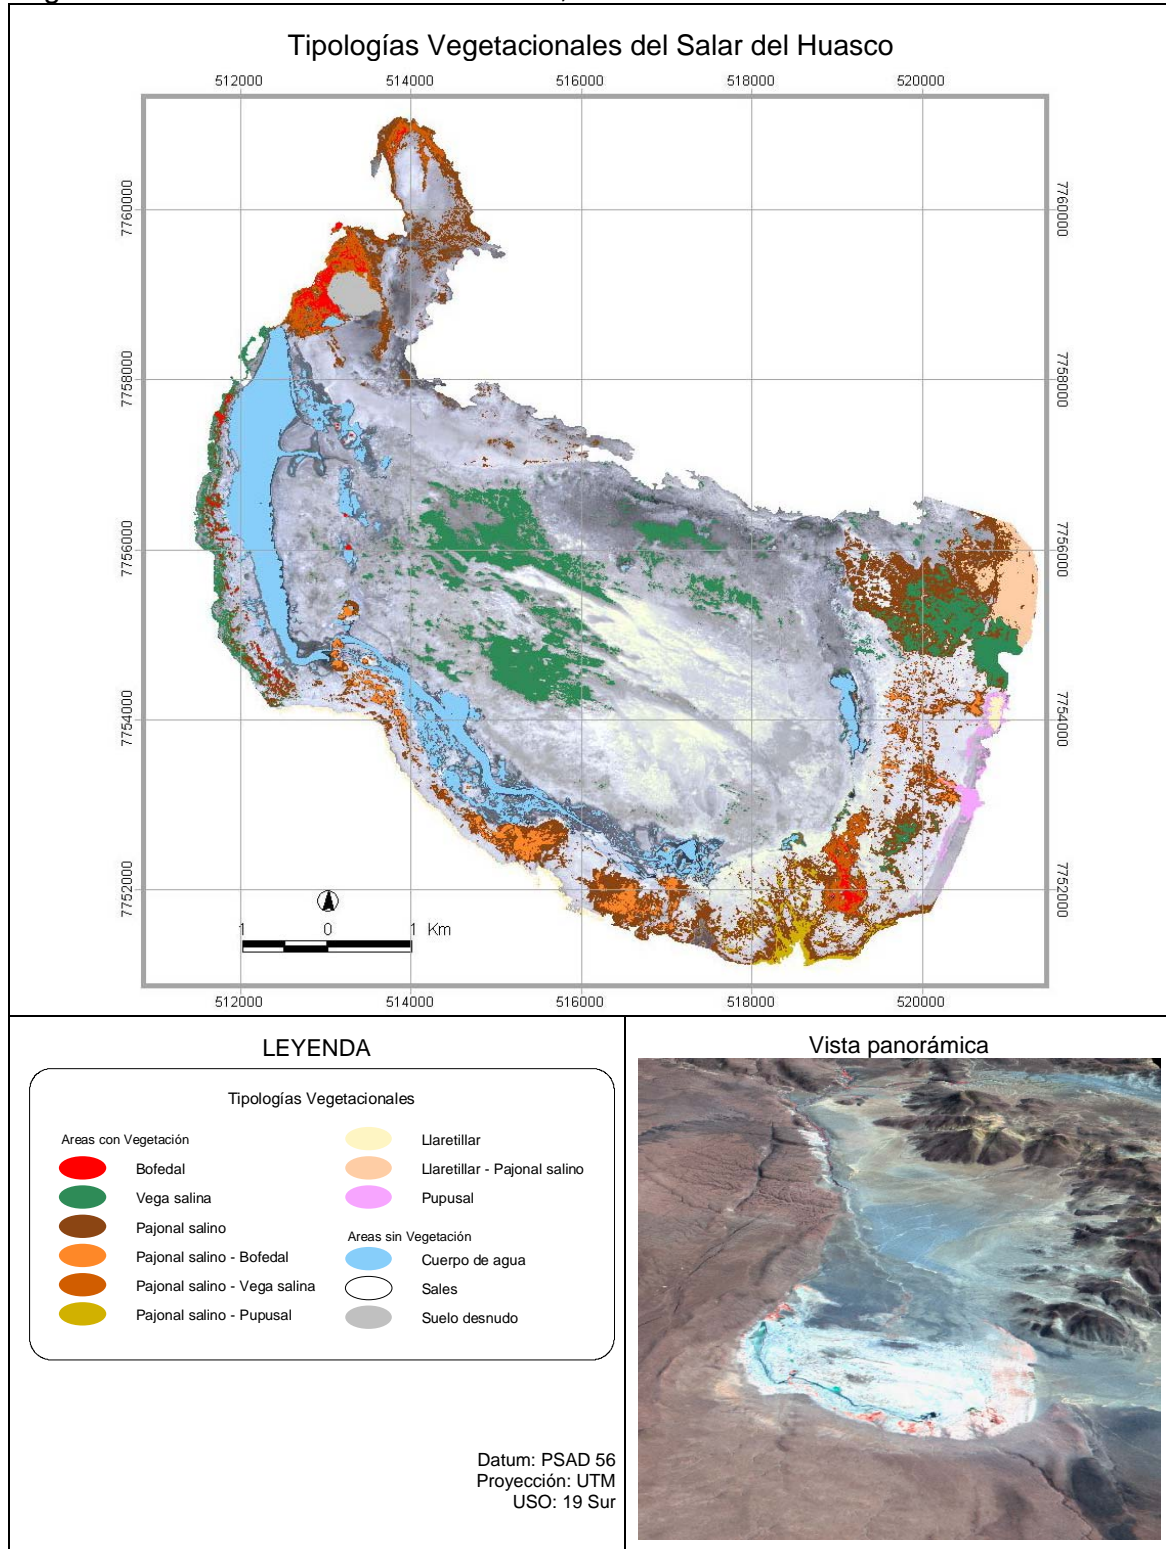 Tipologías Vegetacionales del Salar del Huasco
512000 514000 516000 518000 520000
7760000 7760000
7758000 7758000
7756000 7756000
7754000 7754000
7752000 7752000
1 0 1 Km
512000 514000 516000 518000 520000
LEYENDA
Tipologías Vegetacionales
Areas con Vegetación
Bofedal
Vega salina
Pajonal salino
Pajonal salino - Bofedal
Pajonal salino - Vega salina
Pajonal salino - Pupusal
Llaretillar
Llaretillar - Pajonal salino
Pupusal
Areas sin Vegetación
Cuerpo de agua
Sales
Suelo desnudo
Datum: PSAD 56
Proyección: UTM
USO: 19 Sur
Vista panorámica